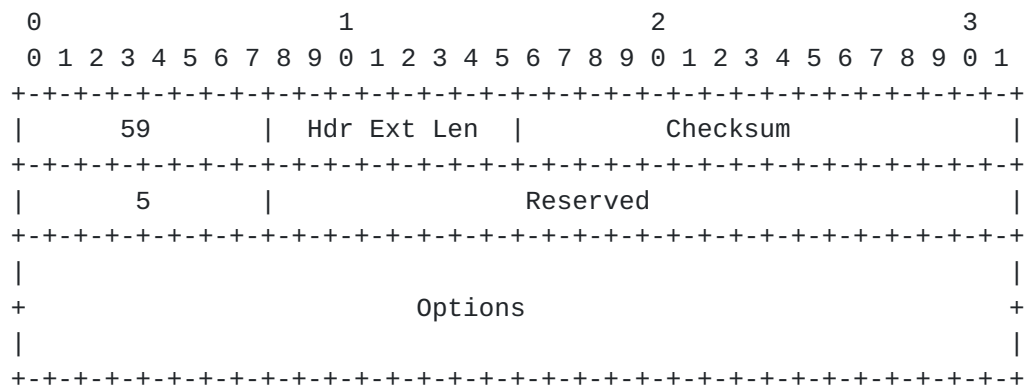 0                   1                   2                   3
 0 1 2 3 4 5 6 7 8 9 0 1 2 3 4 5 6 7 8 9 0 1 2 3 4 5 6 7 8 9 0 1
+-+-+-+-+-+-+-+-+-+-+-+-+-+-+-+-+-+-+-+-+-+-+-+-+-+-+-+-+-+-+-+-+
|      59       |  Hdr Ext Len  |         Checksum              |
+-+-+-+-+-+-+-+-+-+-+-+-+-+-+-+-+-+-+-+-+-+-+-+-+-+-+-+-+-+-+-+-+
|       5       |                Reserved                       |
+-+-+-+-+-+-+-+-+-+-+-+-+-+-+-+-+-+-+-+-+-+-+-+-+-+-+-+-+-+-+-+-+
|                                                               |
+                         Options                               +
|                                                               |
+-+-+-+-+-+-+-+-+-+-+-+-+-+-+-+-+-+-+-+-+-+-+-+-+-+-+-+-+-+-+-+-+